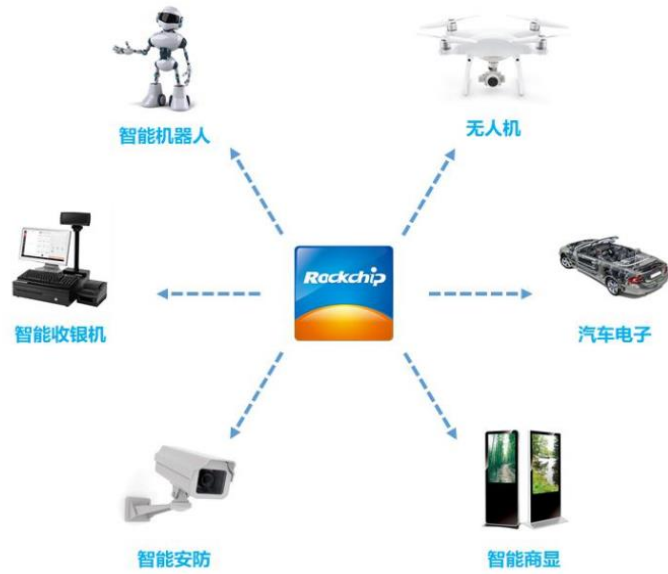 智能机器人
无人机
Rockchip
智能收银机
汽车电子
智能安防
智能商显